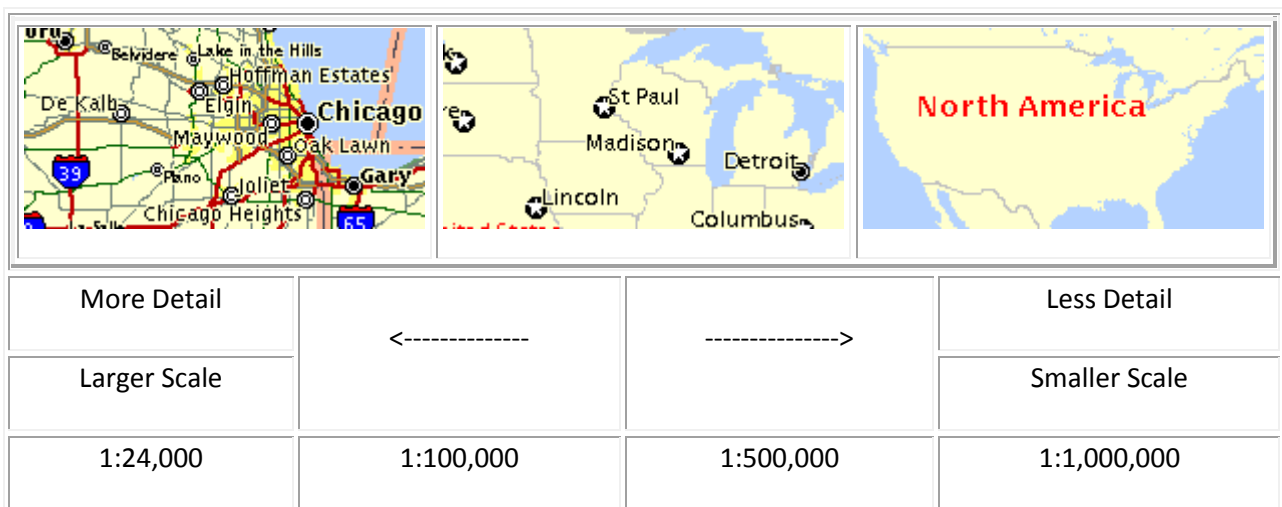 Belvidere
Lake in the Hills
Hoffman Estates
De Kalb
Elgin
Chicago
Maywood
Oak Lawn
39
Plano
Joliet
Gary
Chicago Heights
65
St Paul
Madison
Detroit
Lincoln
Columbus
North America
More Detail
Less Detail
<-------------- --------------->
Larger Scale
Smaller Scale
1:24,000 1:100,000 1:500,000 1:1,000,000